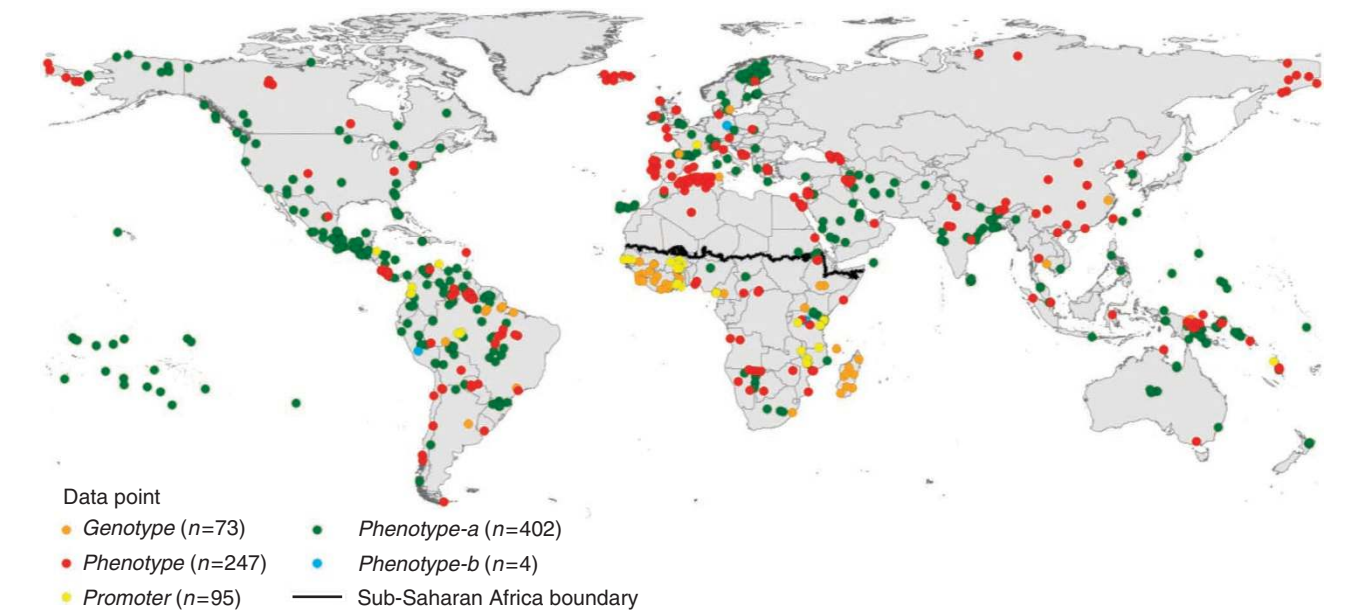 Data point
Genotype (n=73)
Phenotype (n=247)
Promoter (n=95)
Phenotype-a (n=402)
Phenotype-b (n=4)
Sub-Saharan Africa boundary